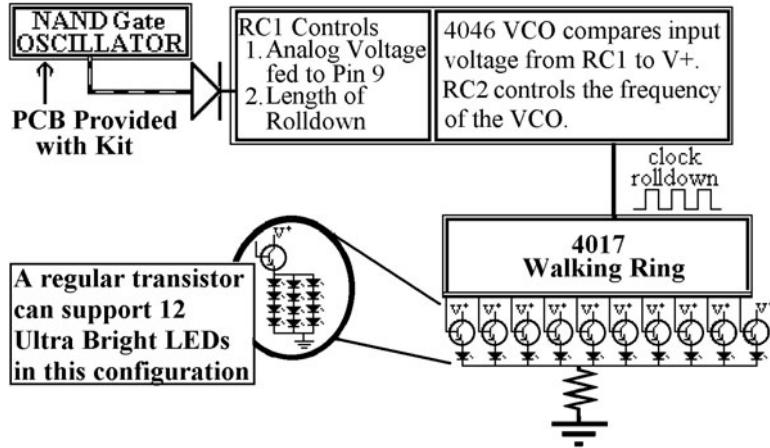 NAND Gate
OSCILLATOR
PCB Provided
with Kit
RC1 Controls
1. Analog Voltage
fed to Pin 9
2. Length of
Rolldown
4046 VCO compares input
voltage from RC1 to V+.
RC2 controls the frequency
of the VCO.
clock
rolldown
4017
Walking Ring
A regular transistor
can support 12
Ultra Bright LEDs
in this configuration
V+
V+ V+ V+ V+ V+ V+ V+ V+ V+ V+